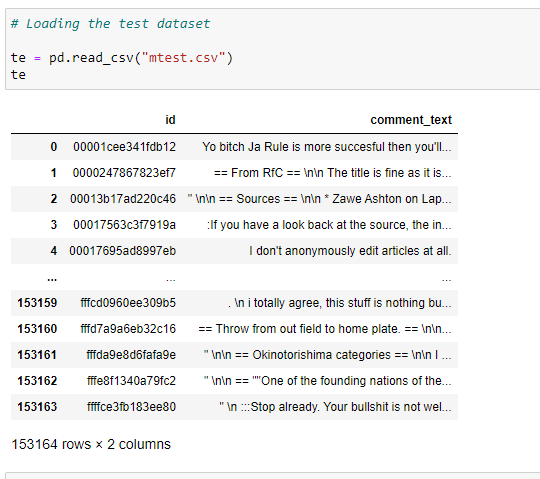 # Loading the test dataset
te = pd.read_csv("mtest.csv")
te
id comment_text
0 00001cee341fdb12 Yo bitch Ja Rule is more succesful then you'll...
1 0000247867823ef7 == From RfC == \n\n The title is fine as it is...
2 00013b17ad220c46 " \n\n == Sources == \n\n * Zawe Ashton on Lap...
3 00017563c3f7919a :If you have a look back at the source, the in...
4 00017695ad8997eb I don't anonymously edit articles at all.
... ... ...
153159 fffcd0960ee309b5 . \n i totally agree, this stuff is nothing bu...
153160 fffd7a9a6eb32c16 == Throw from out field to home plate. == \n\n...
153161 fffda9e8d6fafa9e " \n\n == Okinotorishima categories == \n\n I ...
153162 fffe8f1340a79fc2 " \n\n == ""One of the founding nations of the...
153163 ffffce3fb183ee80 " \n :::Stop already. Your bullshit is not wel...
153164 rows × 2 columns